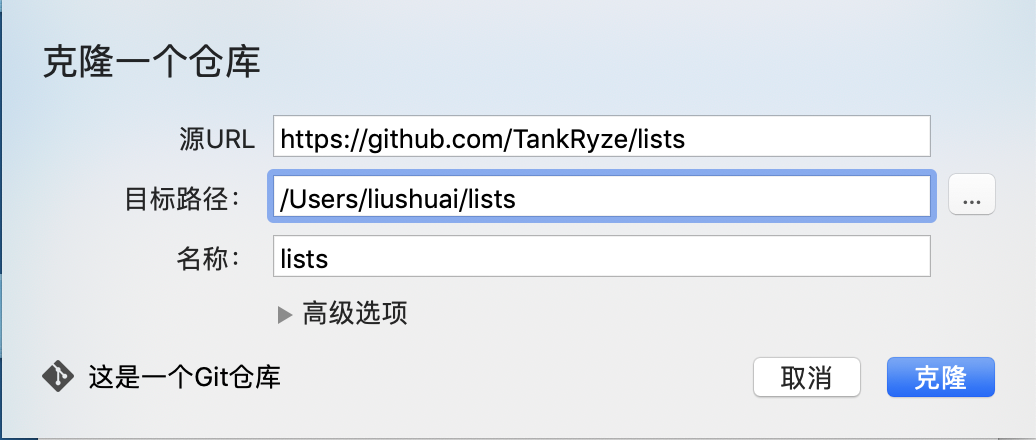 克隆一个仓库
源URL https://github.com/TankRyze/lists
目标路径： /Users/liushuai/lists ...
名称： lists
高级选项
这是一个Git仓库 取消 克隆